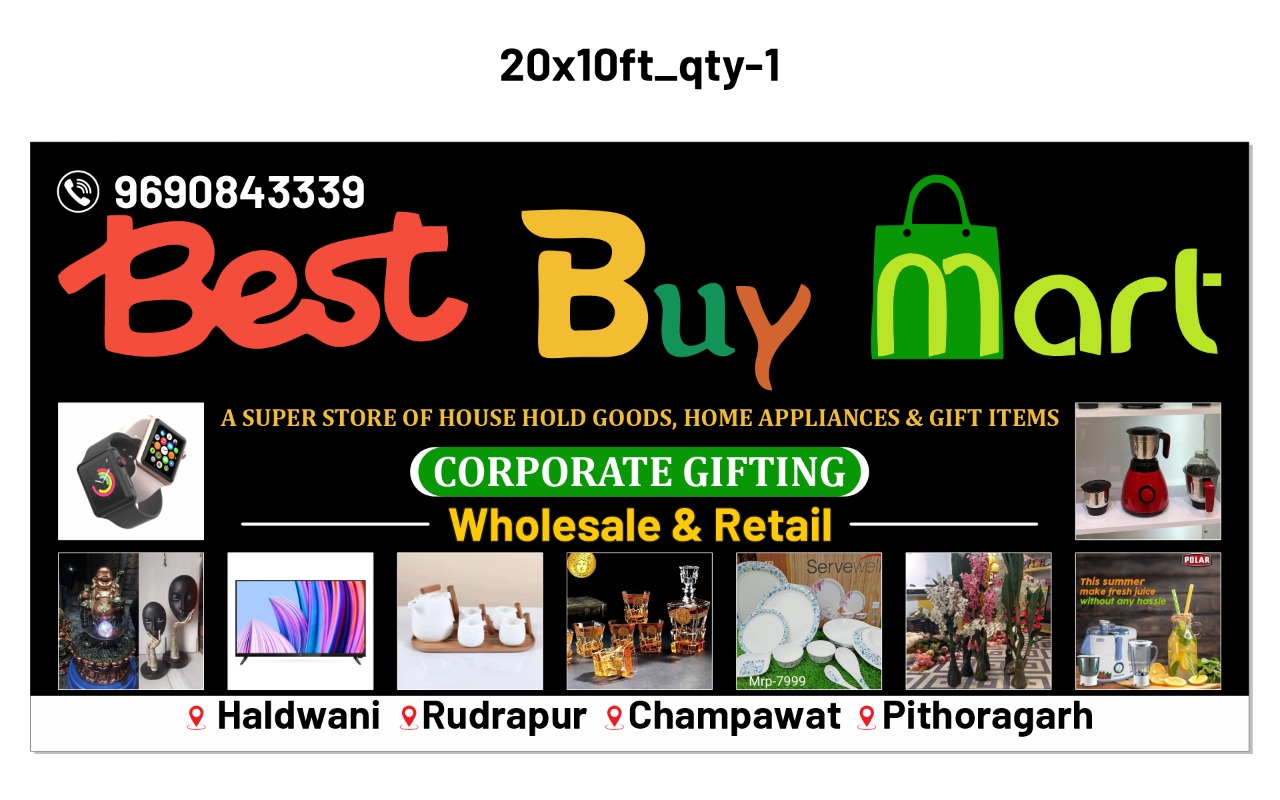 20x10ft_qty-1
9690843339
Best Buy mart
A SUPER STORE OF HOUSE HOLD GOODS, HOME APPLIANCES & GIFT ITEMS
CORPORATE GIFTING
Wholesale & Retail
Servewell
Mrp-7999
POLAR
This summer
make fresh juice
without any hassle
Haldwani Rudrapur Champawat Pithoragarh